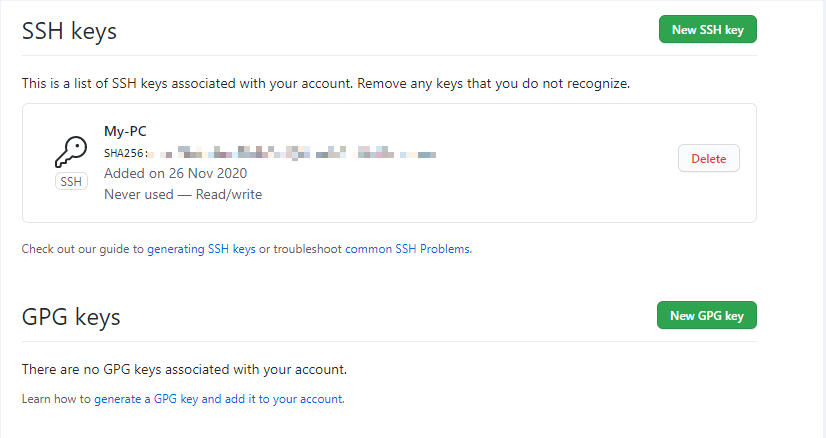 SSH keys
New SSH key
This is a list of SSH keys associated with your account. Remove any keys that you do not recognize.
My-PC
SHA256:
Added on 26 Nov 2020
Never used — Read/write
SSH
Delete
Check out our guide to generating SSH keys or troubleshoot common SSH Problems.
GPG keys
New GPG key
There are no GPG keys associated with your account.
Learn how to generate a GPG key and add it to your account.